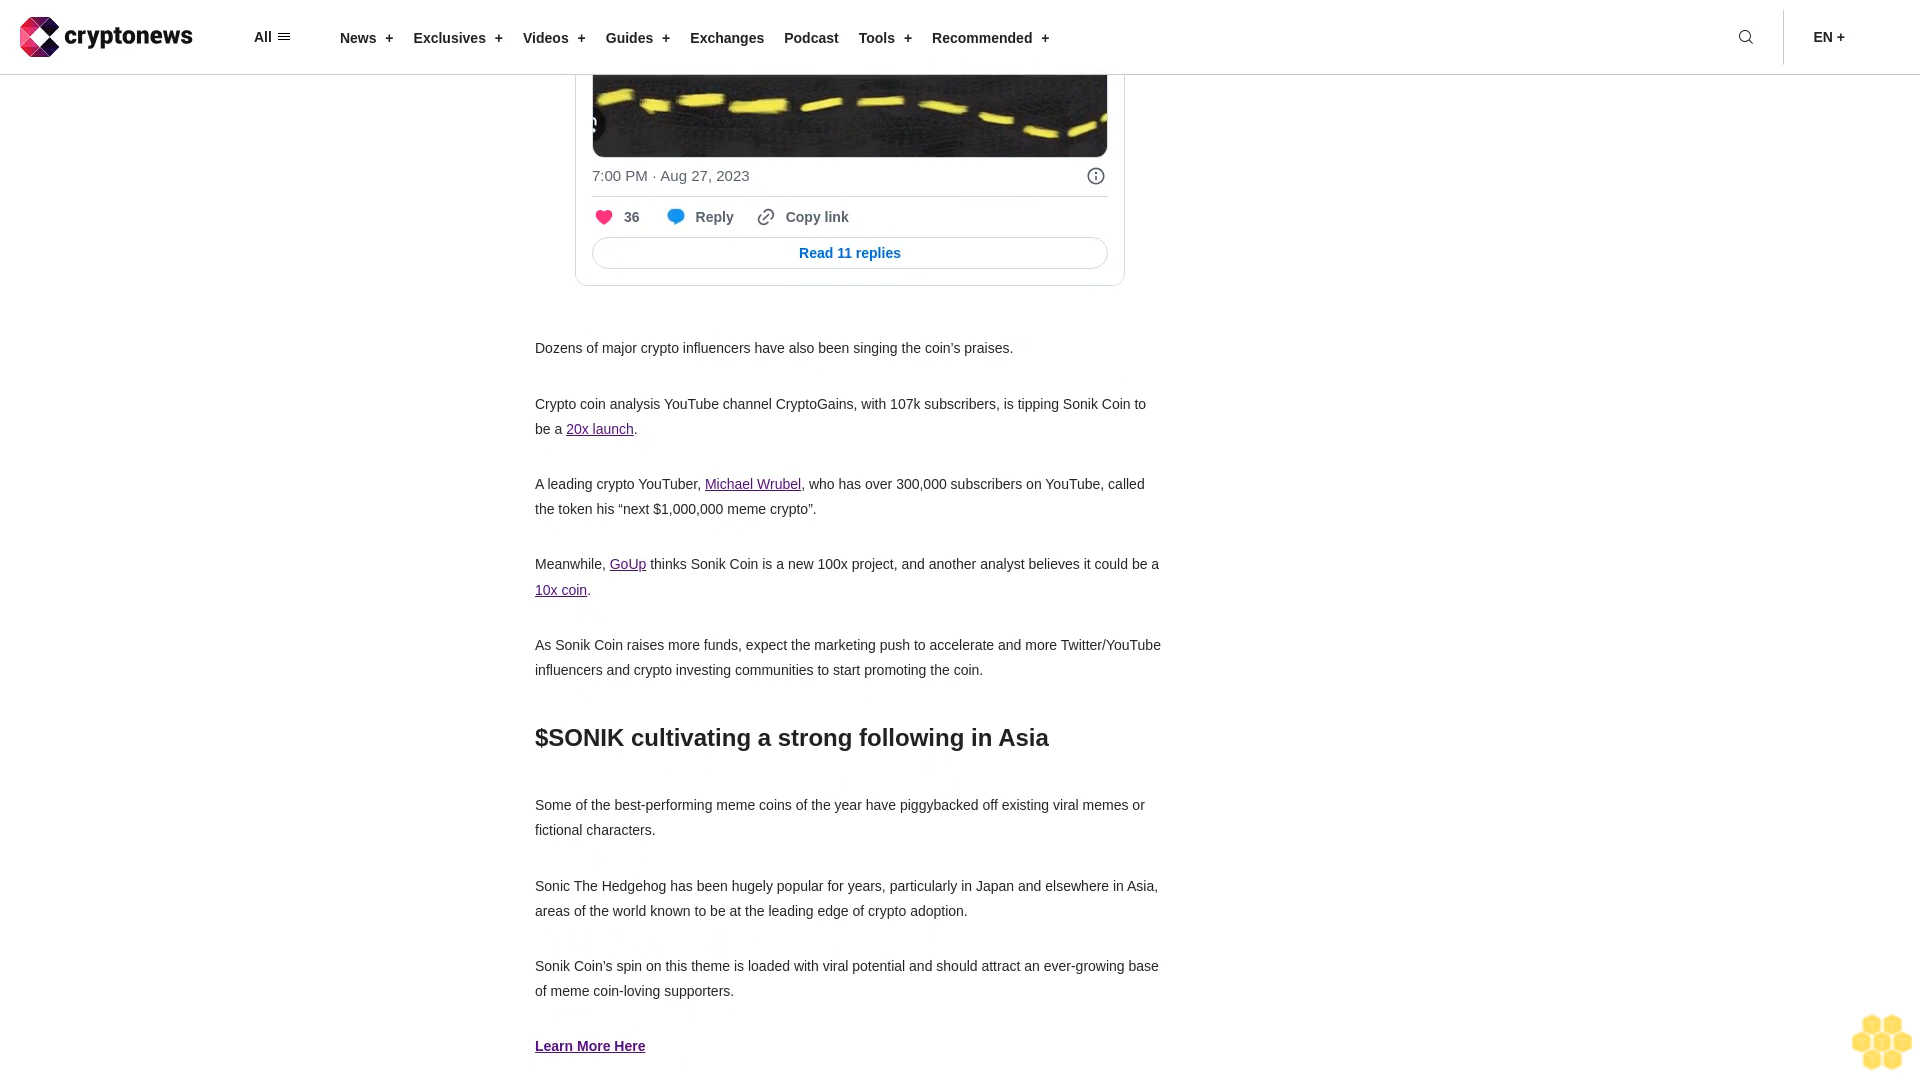 cryptonews
All
News +
Exclusives +
Videos +
Guides +
Exchanges
Podcast
Tools +
Recommended +
EN +
7:00 PM · Aug 27, 2023
36
Reply
Copy link
Read 11 replies
Dozens of major crypto influencers have also been singing the coin’s praises.
Crypto coin analysis YouTube channel CryptoGains, with 107k subscribers, is tipping Sonik Coin to
be a 20x launch.
A leading crypto YouTuber, Michael Wrubel, who has over 300,000 subscribers on YouTube, called
the token his “next $1,000,000 meme crypto”.
Meanwhile, GoUp thinks Sonik Coin is a new 100x project, and another analyst believes it could be a
10x coin.
As Sonik Coin raises more funds, expect the marketing push to accelerate and more Twitter/YouTube
influencers and crypto investing communities to start promoting the coin.
$SONIK cultivating a strong following in Asia
Some of the best-performing meme coins of the year have piggybacked off existing viral memes or
fictional characters.
Sonic The Hedgehog has been hugely popular for years, particularly in Japan and elsewhere in Asia,
areas of the world known to be at the leading edge of crypto adoption.
Sonik Coin’s spin on this theme is loaded with viral potential and should attract an ever-growing base
of meme coin-loving supporters.
Learn More Here